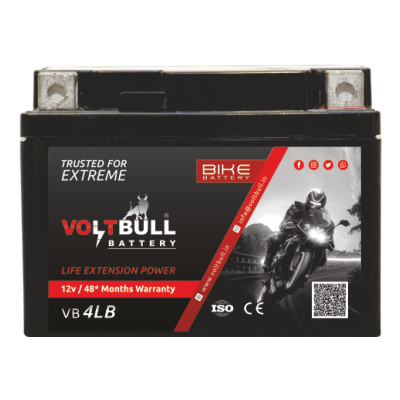 TRUSTED FOR
EXTREME
VOLTBULL
BATTERY
LIFE EXTENSION POWER
12v / 48* Months Warranty
VB 4LB
BIKE
BATTERY
info@voltbull.in
www.voltbull.in
ISO CE